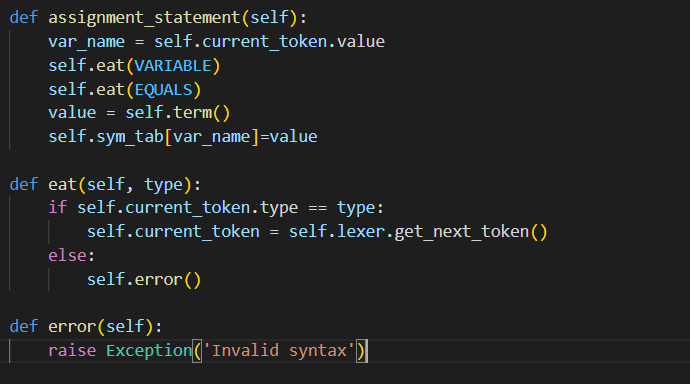 def assignment_statement(self):
    var_name = self.current_token.value
    self.eat(VARIABLE)
    self.eat(EQUALS)
    value = self.term()
    self.sym_tab[var_name]=value

def eat(self, type):
    if self.current_token.type == type:
        self.current_token = self.lexer.get_next_token()
    else:
        self.error()

def error(self):
    raise Exception('Invalid syntax')